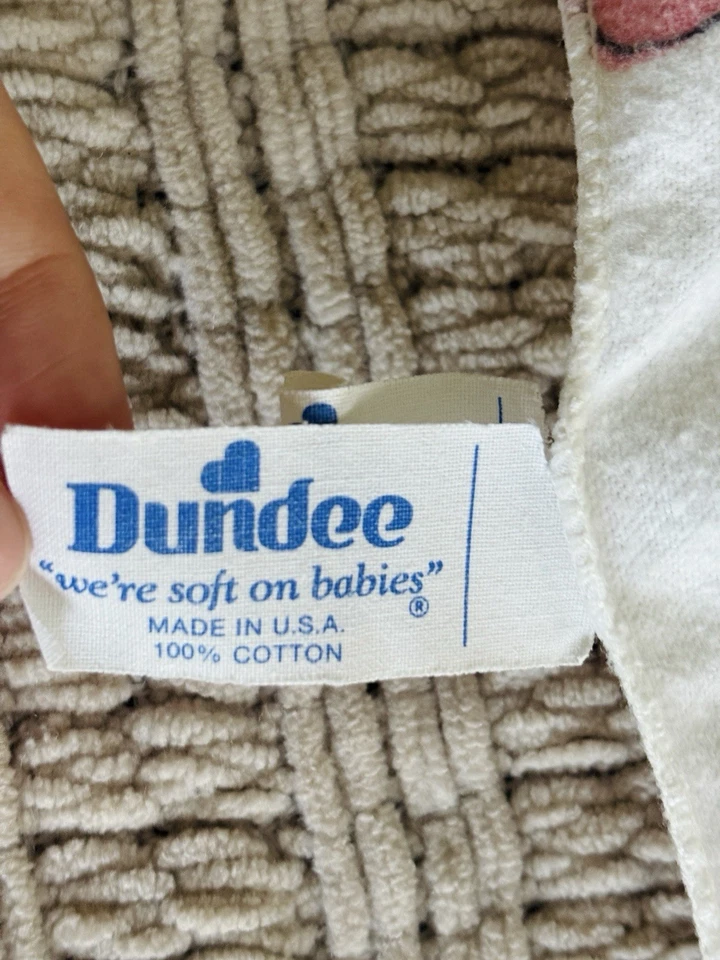 Dundee
“we're soft on babies”
®
MADE IN U.S.A.
100% COTTON